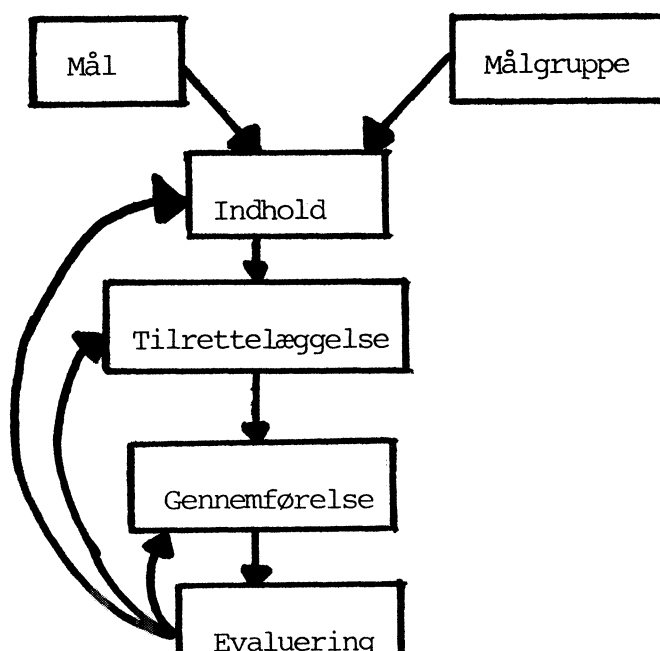 Mål
Målgruppe
Indhold
Tilrettelæggelse
Gennemførelse
Evaluering